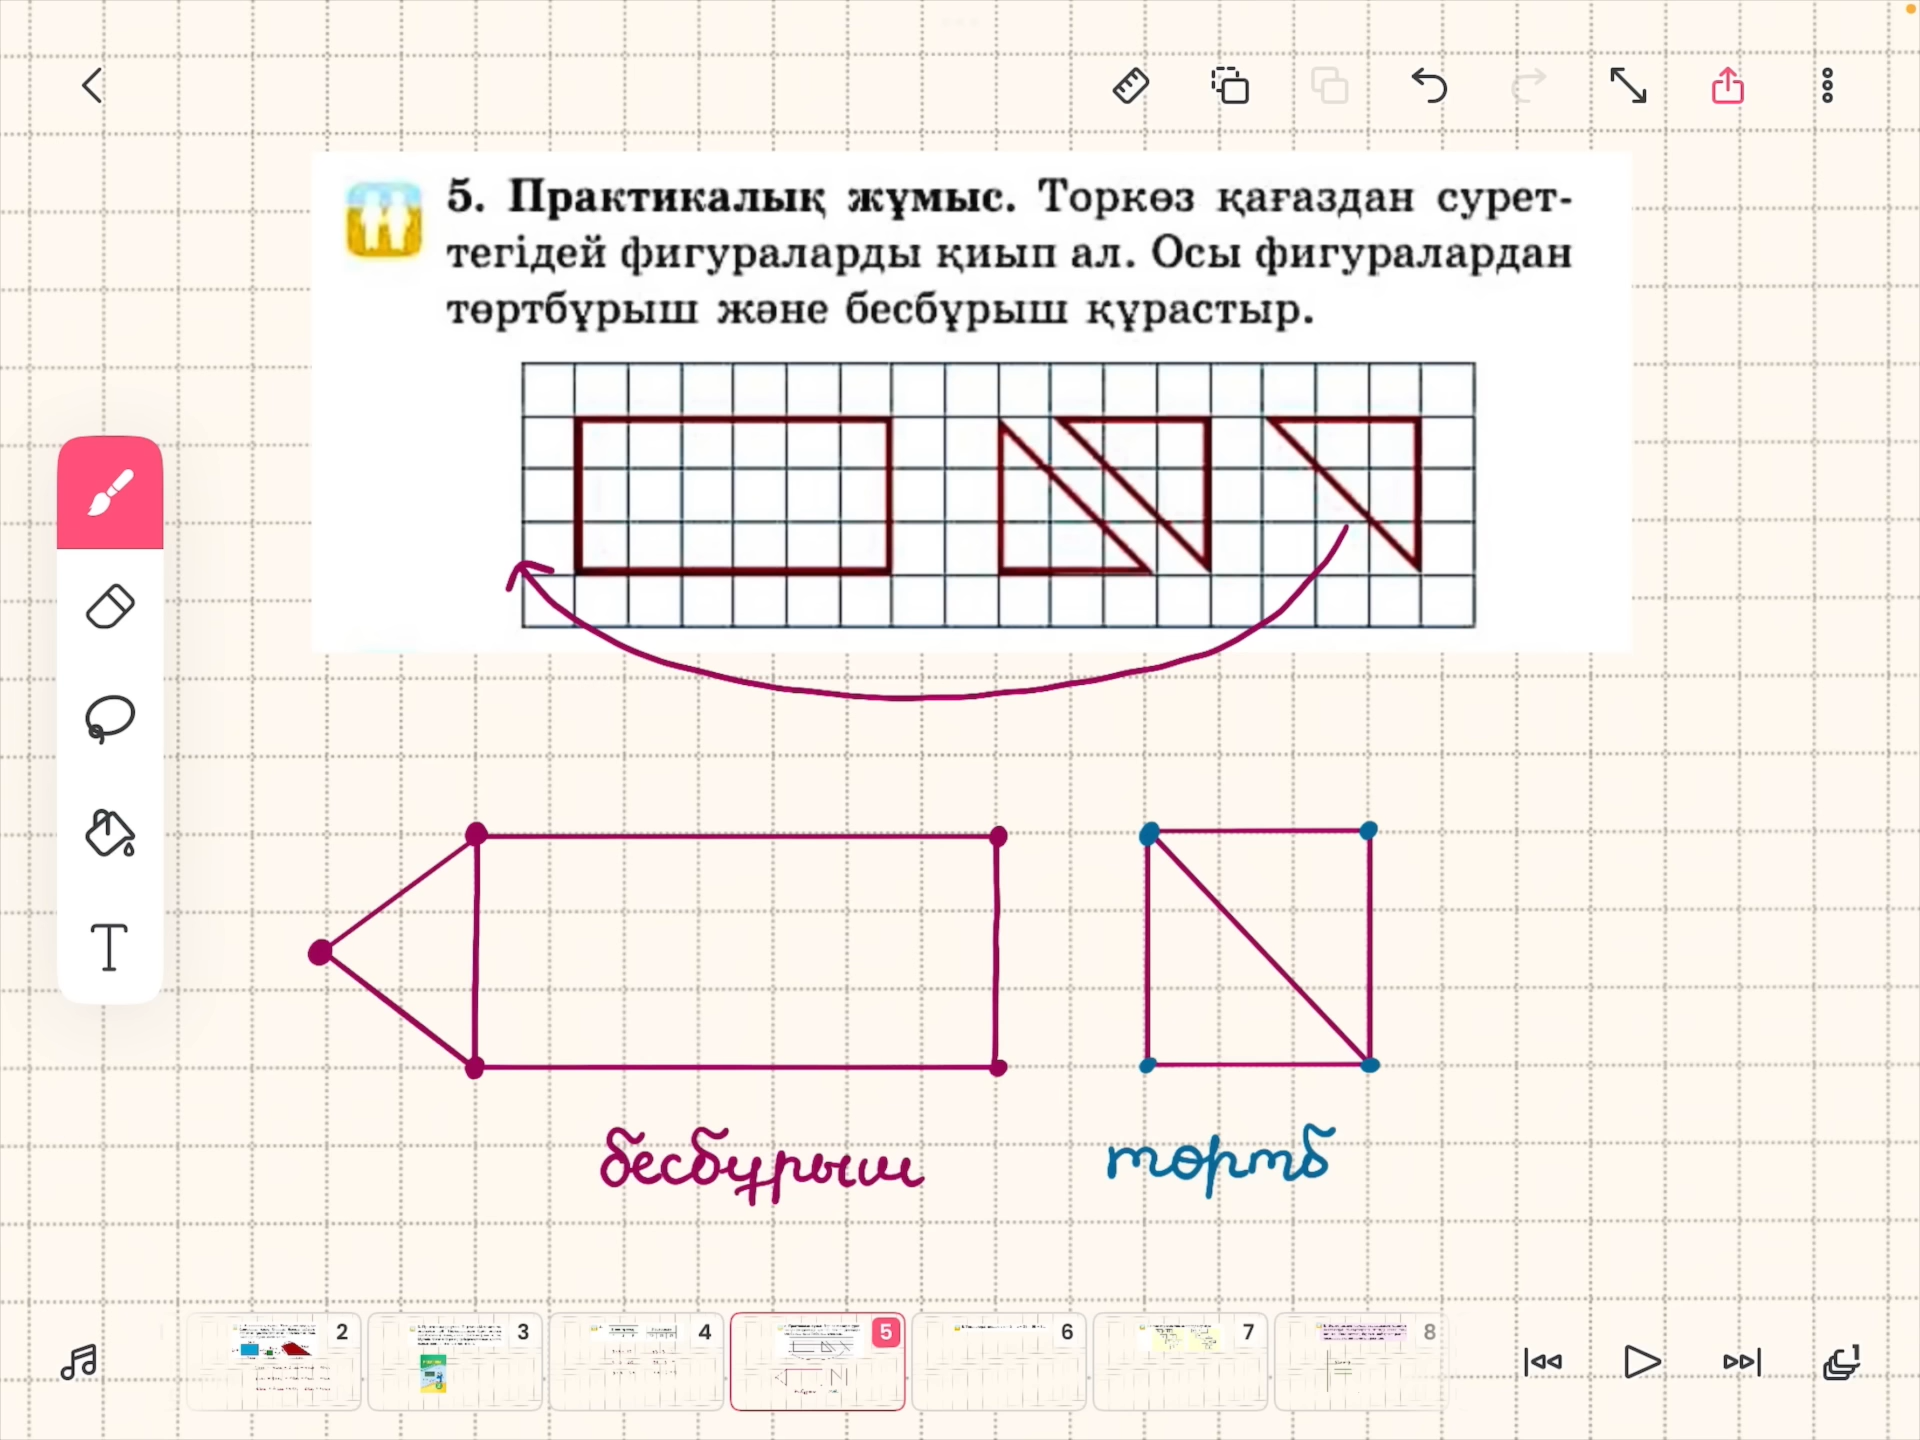 5. Практикалық жұмыс. Торкөз қағаздан сурет-
тегідей фигураларды қиып ал. Осы фигуралардан
төртбұрыш және бесбұрыш құрастыр.
T
бесбұрыш
төртб
2 3 4 5 6 7 8
1